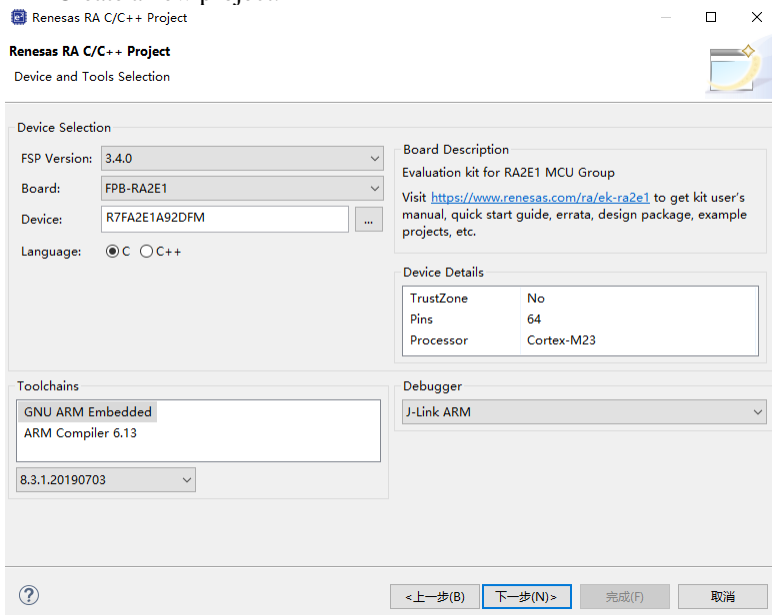 Renesas RA C/C++ Project
Renesas RA C/C++ Project
Device and Tools Selection
Device Selection
FSP Version: 3.4.0
Board: FPB-RA2E1
Device: R7FA2E1A92DFM ...
Language: C C++
Board Description
Evaluation kit for RA2E1 MCU Group
Visit https://www.renesas.com/ra/ek-ra2e1 to get kit user's
manual, quick start guide, errata, design package, example
projects, etc.
Device Details
TrustZone No
Pins 64
Processor Cortex-M23
Toolchains
GNU ARM Embedded
ARM Compiler 6.13
8.3.1.20190703
Debugger
J-Link ARM
? <上一步(B) 下一步(N)> 完成(F) 取消